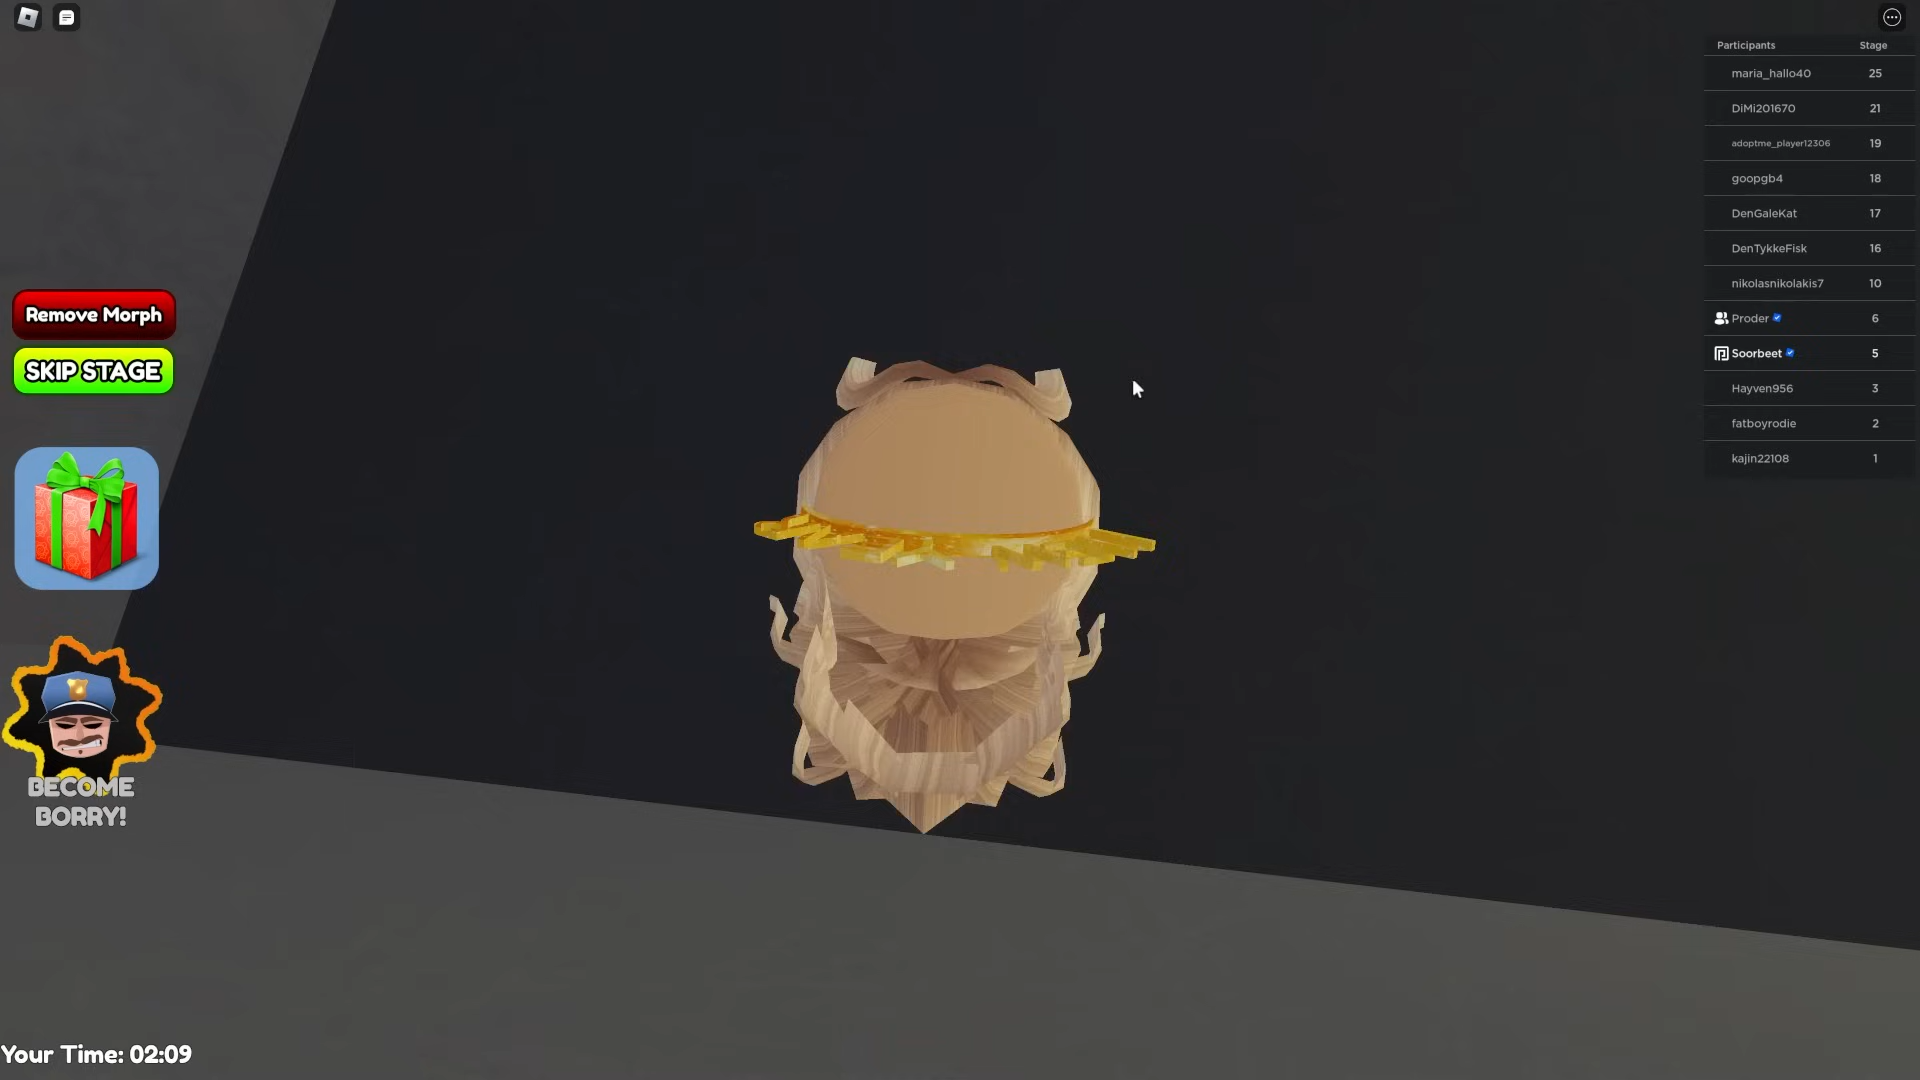 Participants Stage
maria_hallo40 25
DiMi201670 21
adoptme_player12306 19
goopgb4 18
DenGaleKat 17
DenTykkeFisk 16
nikolasnikolakis7 10
Proder 6
Soorbeet 5
Hayven956 3
fatboyrodie 2
kajin22108 1
Remove Morph
SKIP STAGE
BECOME
BORRY!
Your Time: 02:09